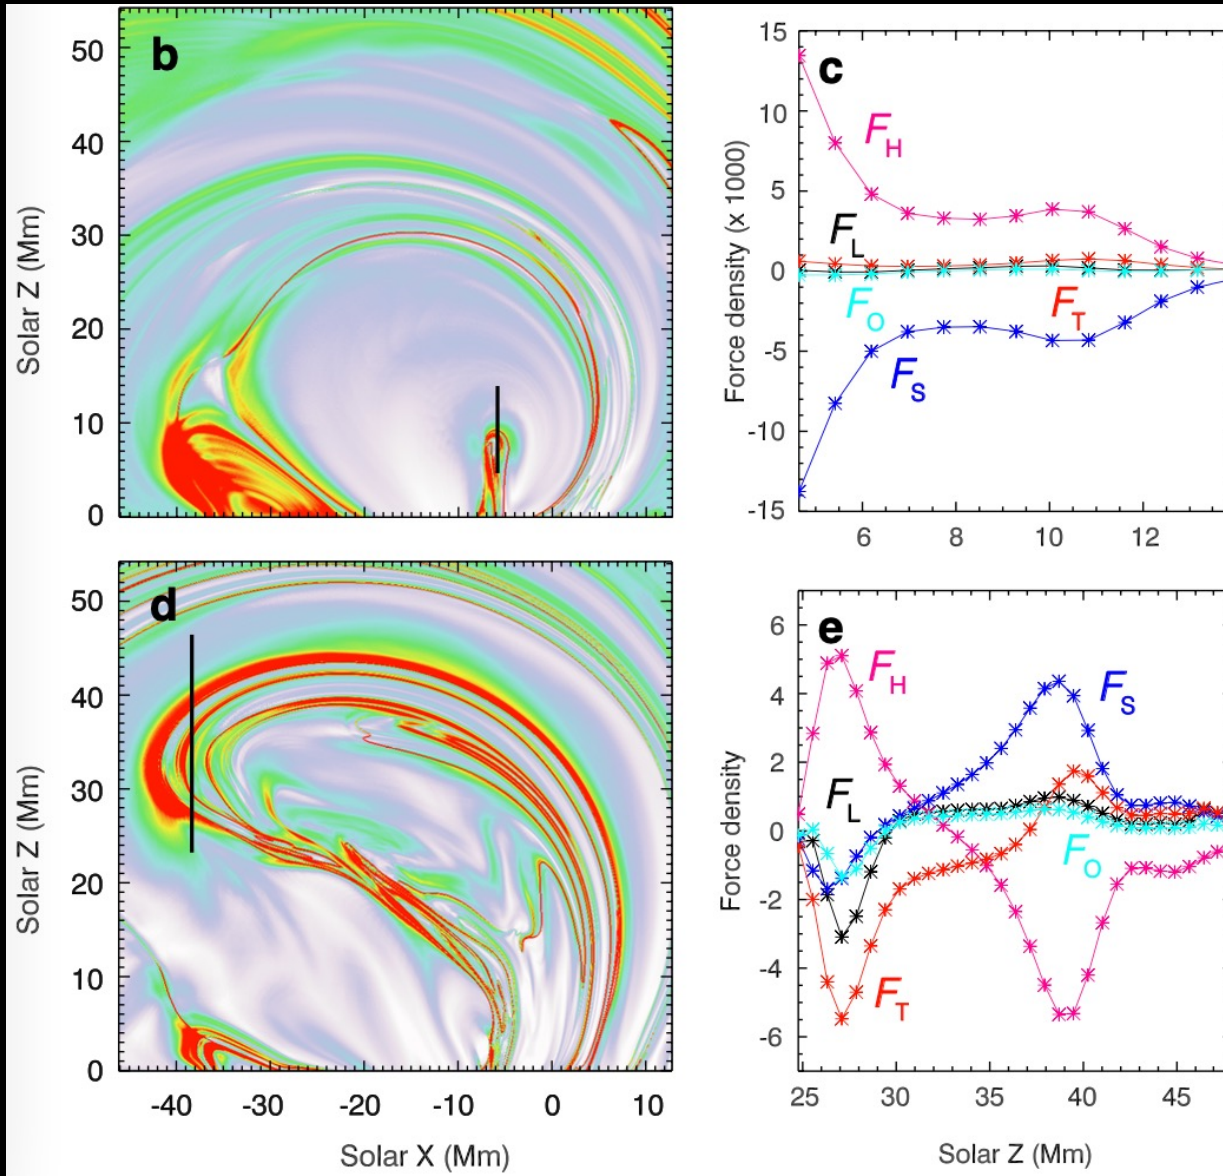 b
50
40
30
20
10
0
Solar Z (Mm)
c
15
10
5
0
-5
-10
-15
Force density (x 1000)
F_H
F_L
F_O
F_T
F_S
6 8 10 12
d
50
40
30
20
10
0
Solar Z (Mm)
-40 -30 -20 -10 0 10
Solar X (Mm)
e
6
4
2
0
-2
-4
-6
Force density
F_H
F_S
F_L
F_O
F_T
25 30 35 40 45
Solar Z (Mm)